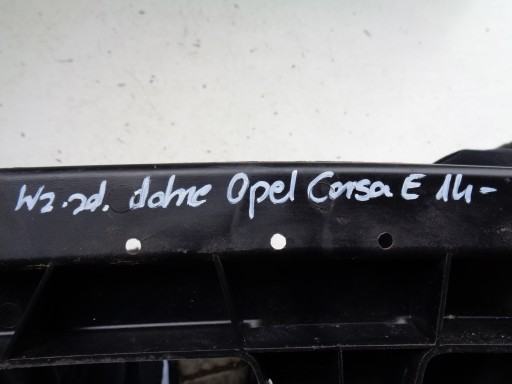 Wz.zd. dolne Opel Corsa E 14-